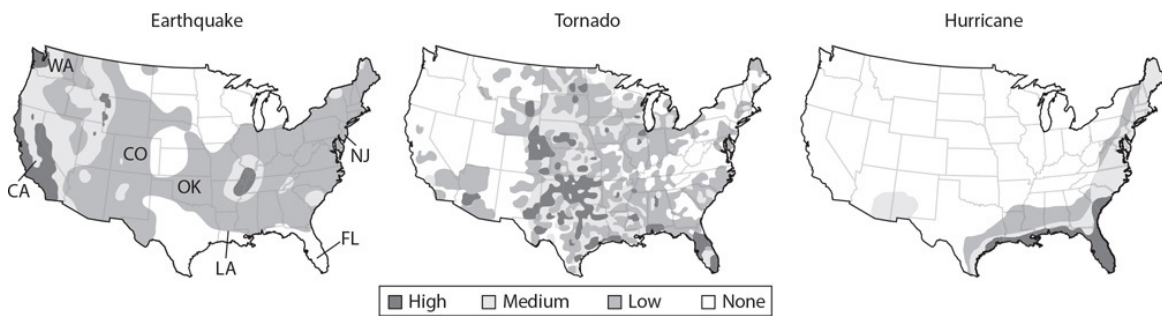 Earthquake
Tornado
Hurricane
WA
CO
NJ
CA
OK
FL
LA
High
Medium
Low
None